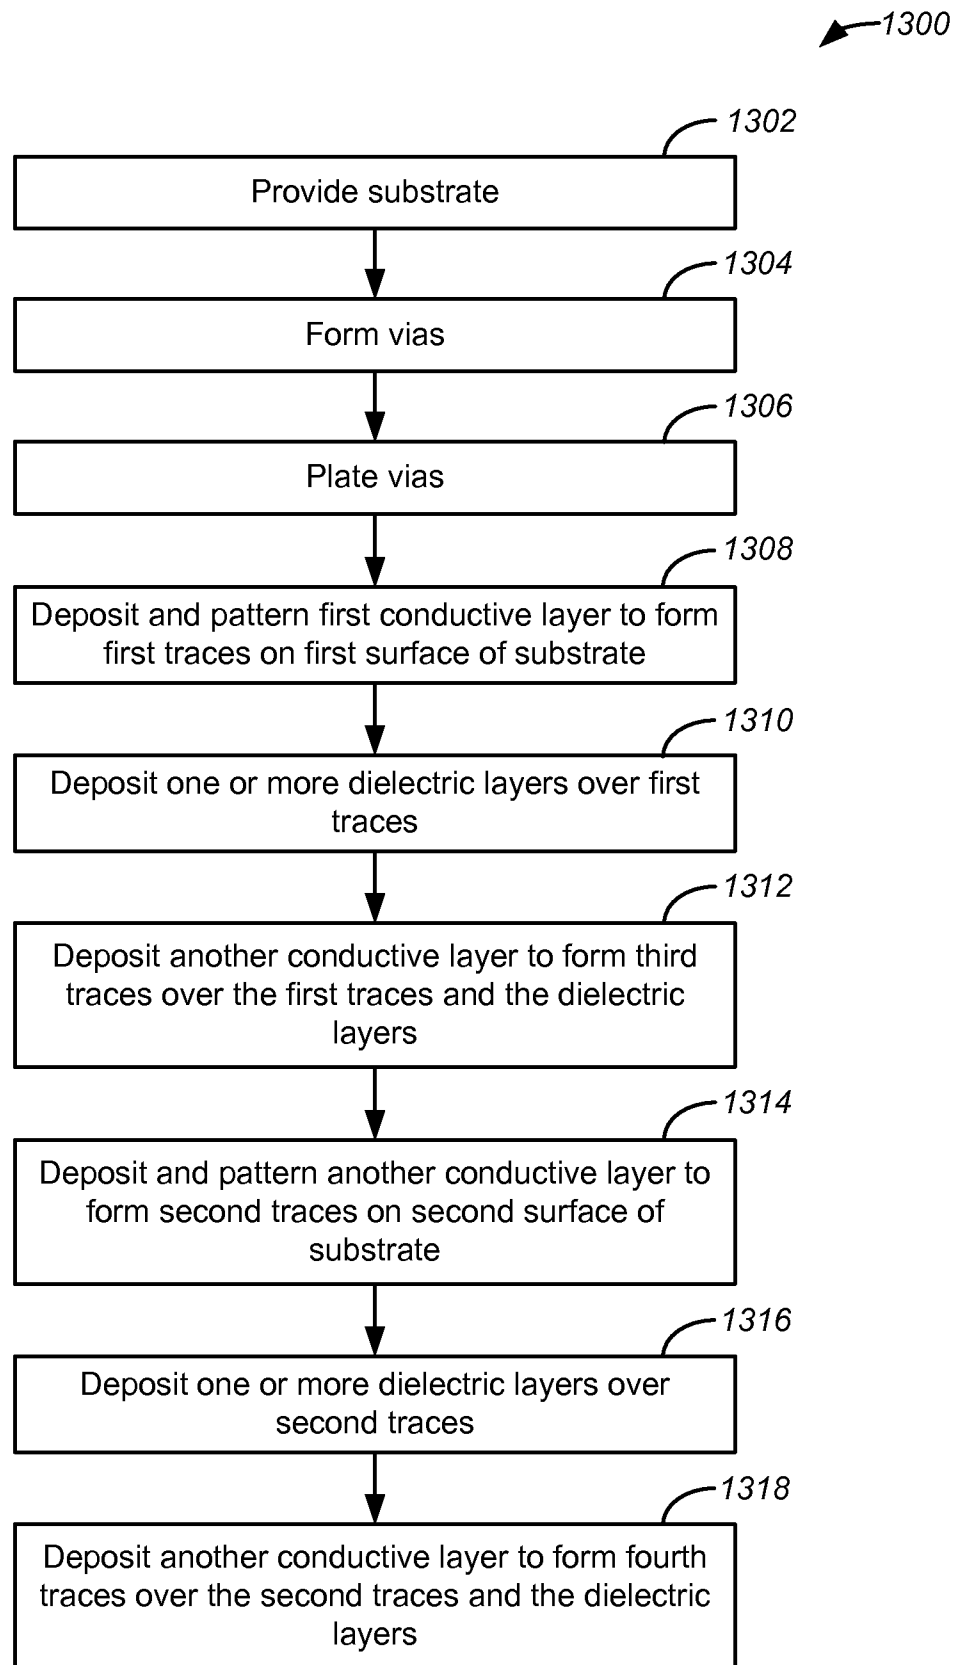 1300
1302
Provide substrate
1304
Form vias
1306
Plate vias
1308
Deposit and pattern first conductive layer to form
first traces on first surface of substrate
1310
Deposit one or more dielectric layers over first
traces
1312
Deposit another conductive layer to form third
traces over the first traces and the dielectric
layers
1314
Deposit and pattern another conductive layer to
form second traces on second surface of
substrate
1316
Deposit one or more dielectric layers over
second traces
1318
Deposit another conductive layer to form fourth
traces over the second traces and the dielectric
layers